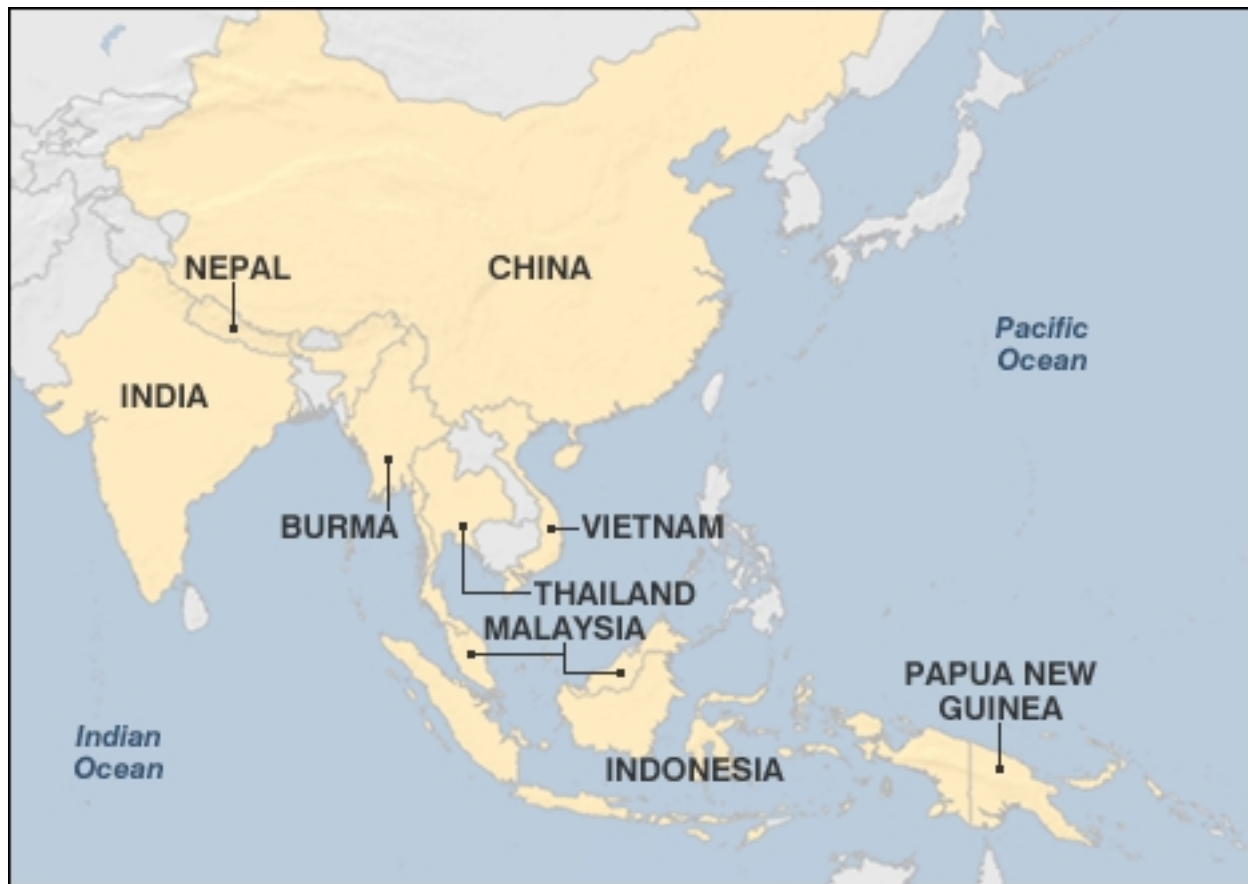 NEPAL
CHINA
Pacific
Ocean
INDIA
BURMA
VIETNAM
THAILAND
MALAYSIA
PAPUA NEW
GUINEA
Indian
Ocean
INDONESIA